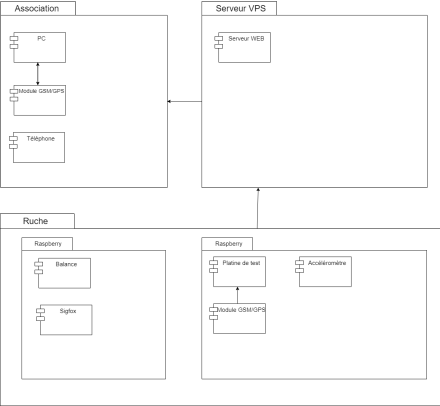 Association
Serveur VPS
PC
Serveur WEB
Module GSM/GPS
Téléphone
Ruche
Raspberry
Raspberry
Balance
Platine de test
Accéléromètre
Sigfox
Module GSM/GPS